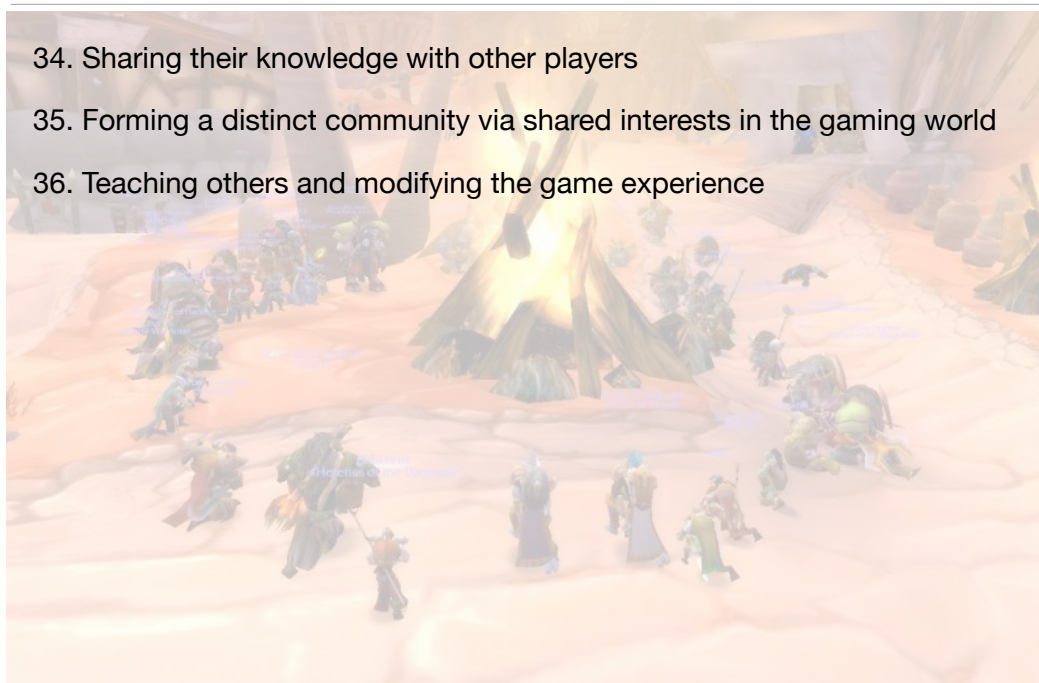 34. Sharing their knowledge with other players
35. Forming a distinct community via shared interests in the gaming world
36. Teaching others and modifying the game experience